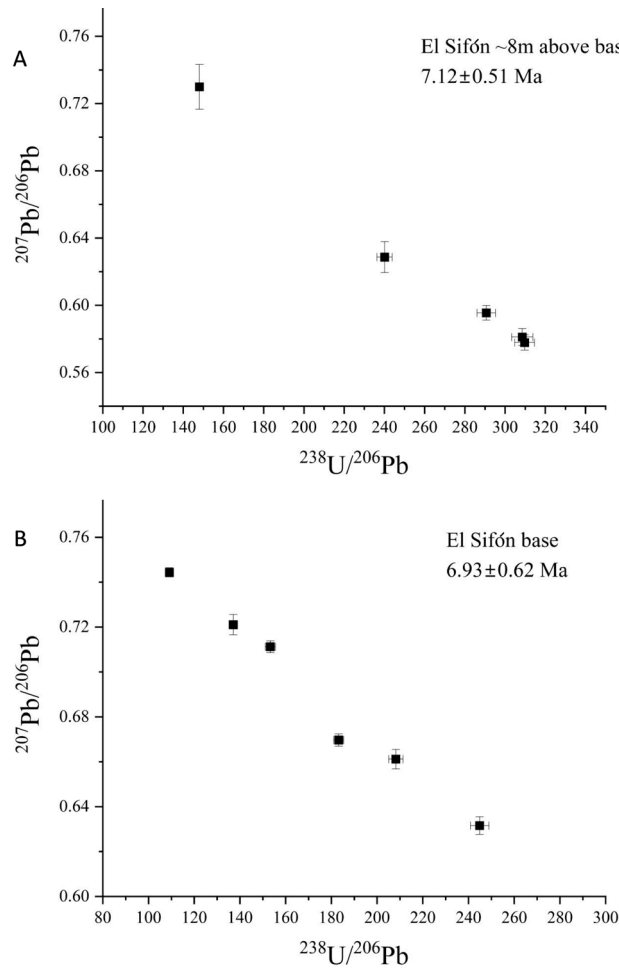 A
El Sifón ~8m above bas
7.12±0.51 Ma
0.76
0.72
0.68
0.64
0.60
0.56
207Pb/206Pb
100 120 140 160 180 200 220 240 260 280 300 320 340
238U/206Pb
B
El Sifón base
6.93±0.62 Ma
0.76
0.72
0.68
0.64
0.60
207Pb/206Pb
80 100 120 140 160 180 200 220 240 260 280 300
238U/206Pb